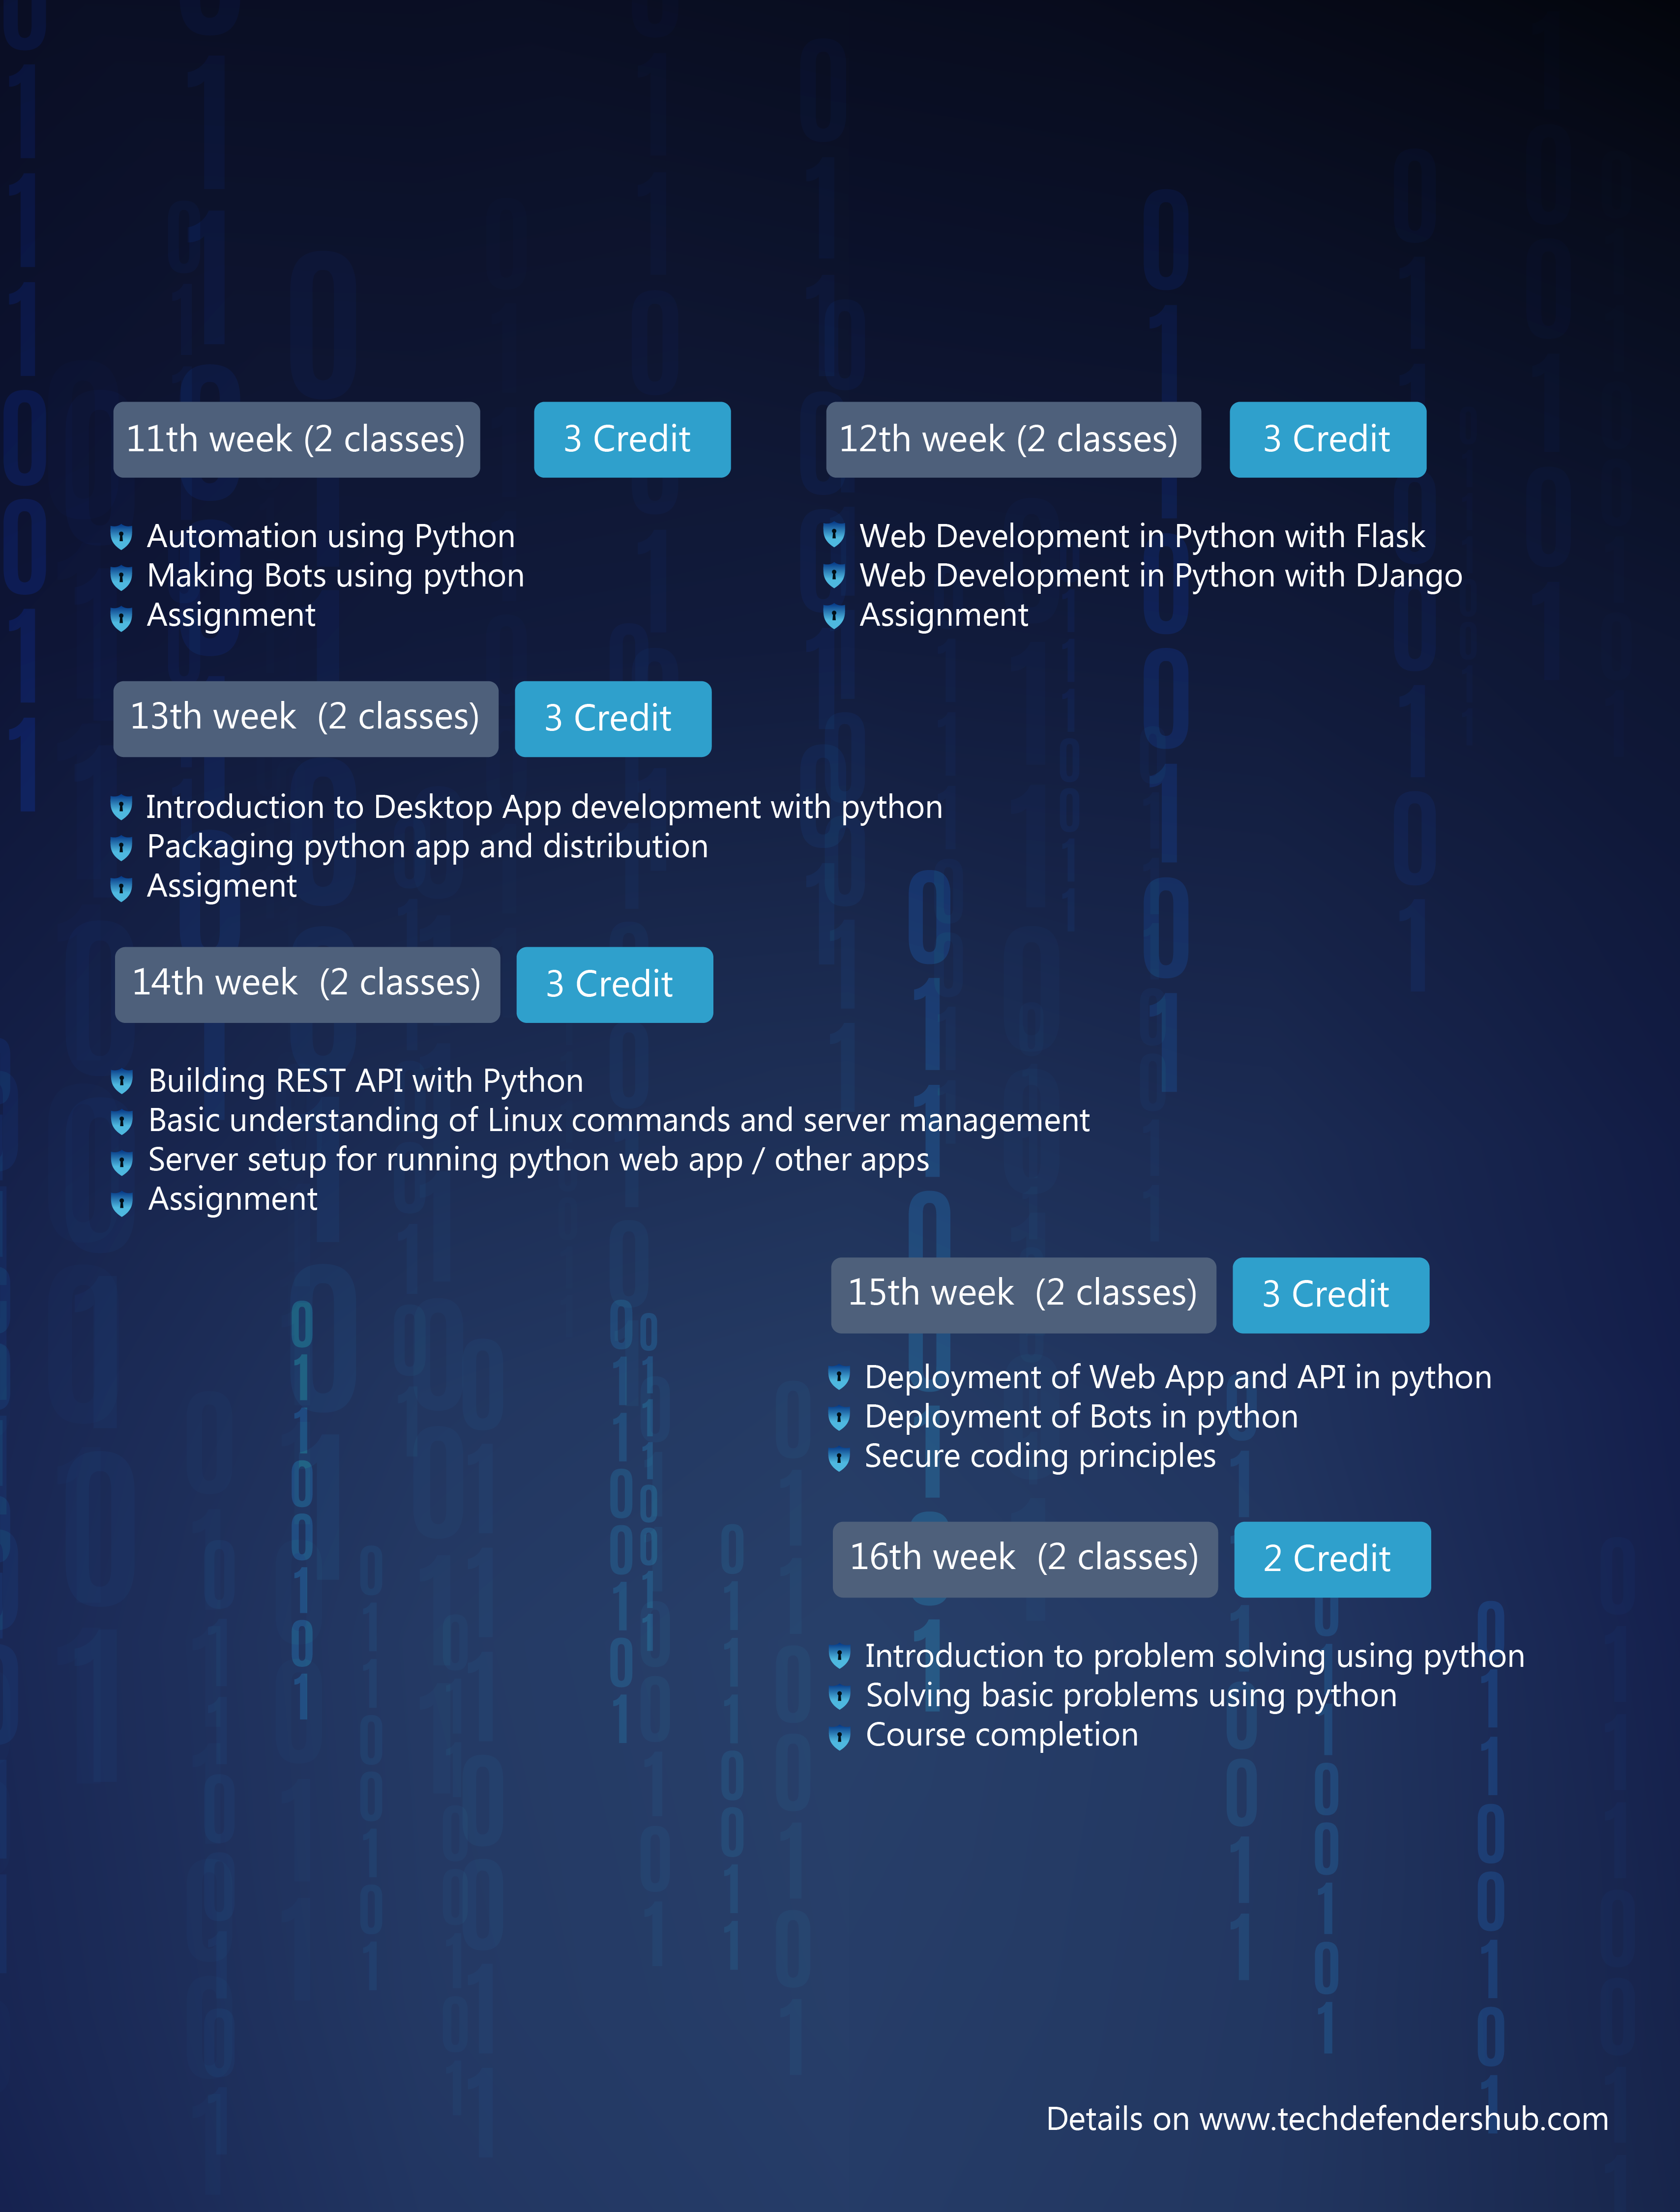 11th week (2 classes)
3 Credit
Automation using Python
Making Bots using python
Assignment
12th week (2 classes)
3 Credit
Web Development in Python with Flask
Web Development in Python with DJango
Assignment
13th week (2 classes)
3 Credit
Introduction to Desktop App development with python
Packaging python app and distribution
Assigment
14th week (2 classes)
3 Credit
Building REST API with Python
Basic understanding of Linux commands and server management
Server setup for running python web app / other apps
Assignment
15th week (2 classes)
3 Credit
Deployment of Web App and API in python
Deployment of Bots in python
Secure coding principles
16th week (2 classes)
2 Credit
Introduction to problem solving using python
Solving basic problems using python
Course completion
Details on www.techdefendershub.com